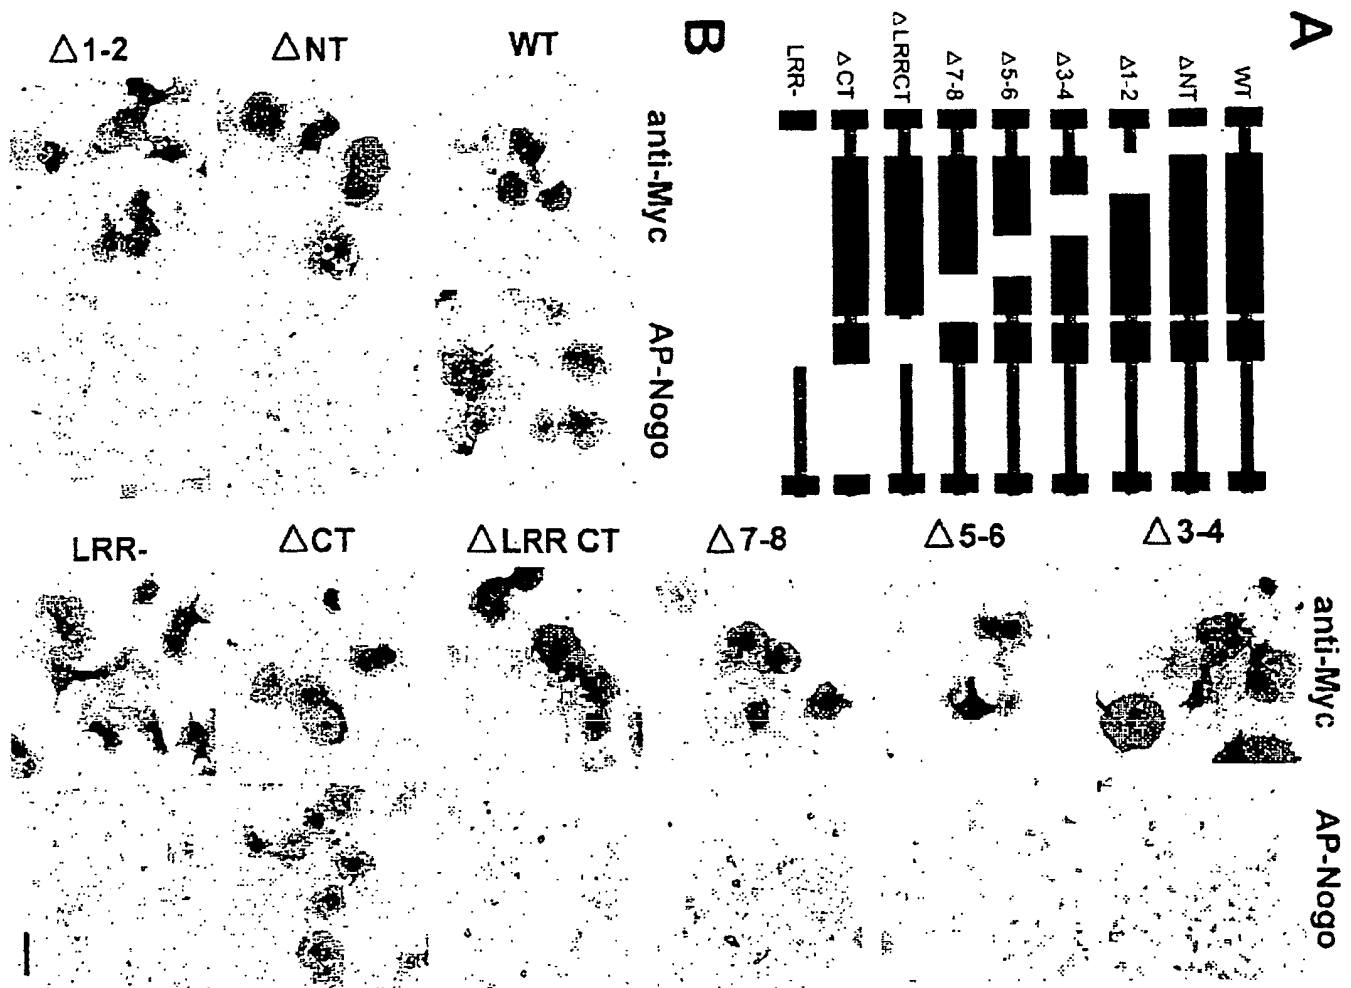 A
WT
ΔNT
Δ1-2
Δ3-4
Δ5-6
Δ7-8
ΔLRRCT
ΔCT
LRR-
B
anti-Myc
AP-Nogo
WT
ΔNT
Δ1-2
anti-Myc
AP-Nogo
Δ3-4
Δ5-6
Δ7-8
ΔLRR CT
ΔCT
LRR-